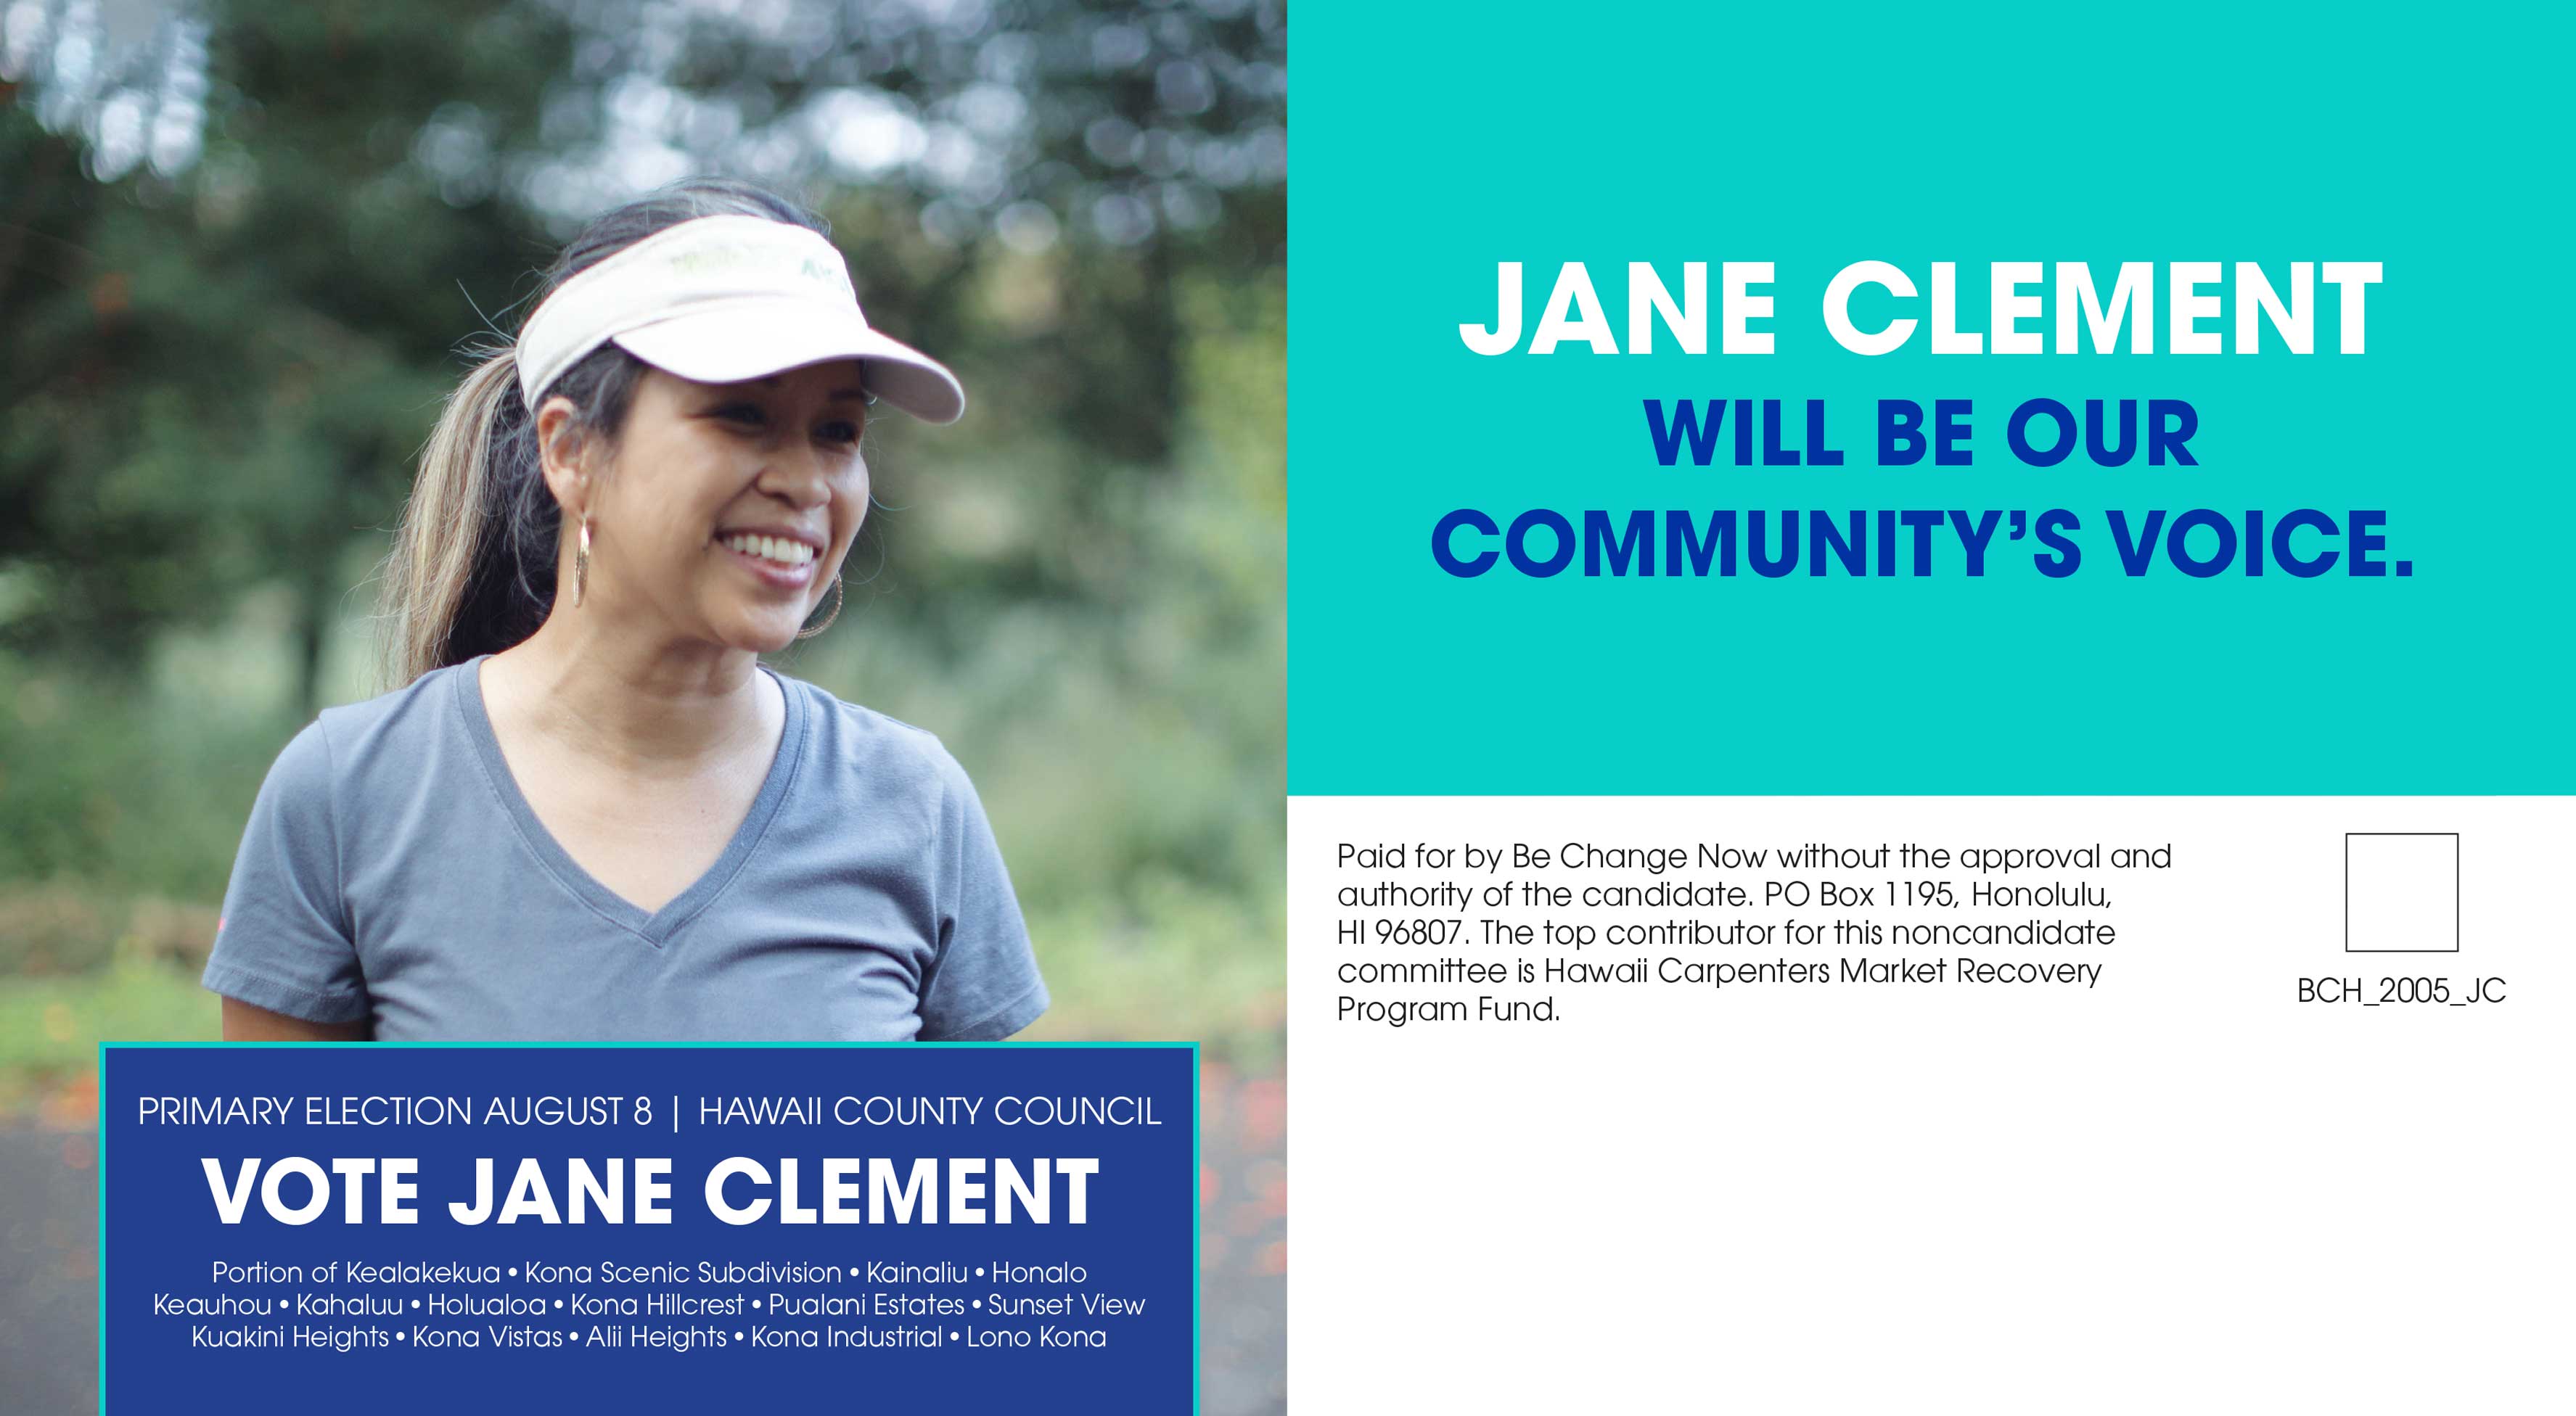 JANE CLEMENT
WILL BE OUR
COMMUNITY'S VOICE.
Paid for by Be Change Now without the approval and
authority of the candidate. PO Box 1195, Honolulu,
HI 96807. The top contributor for this noncandidate
committee is Hawaii Carpenters Market Recovery
Program Fund.
BCH_2005_JC
PRIMARY ELECTION AUGUST 8 | HAWAII COUNTY COUNCIL
VOTE JANE CLEMENT
Portion of Kealakekua • Kona Scenic Subdivision • Kainaliu • Honalo
Keauhou • Kahaluu • Holualoa • Kona Hillcrest • Pualani Estates • Sunset View
Kuakini Heights • Kona Vistas • Alii Heights • Kona Industrial • Lono Kona